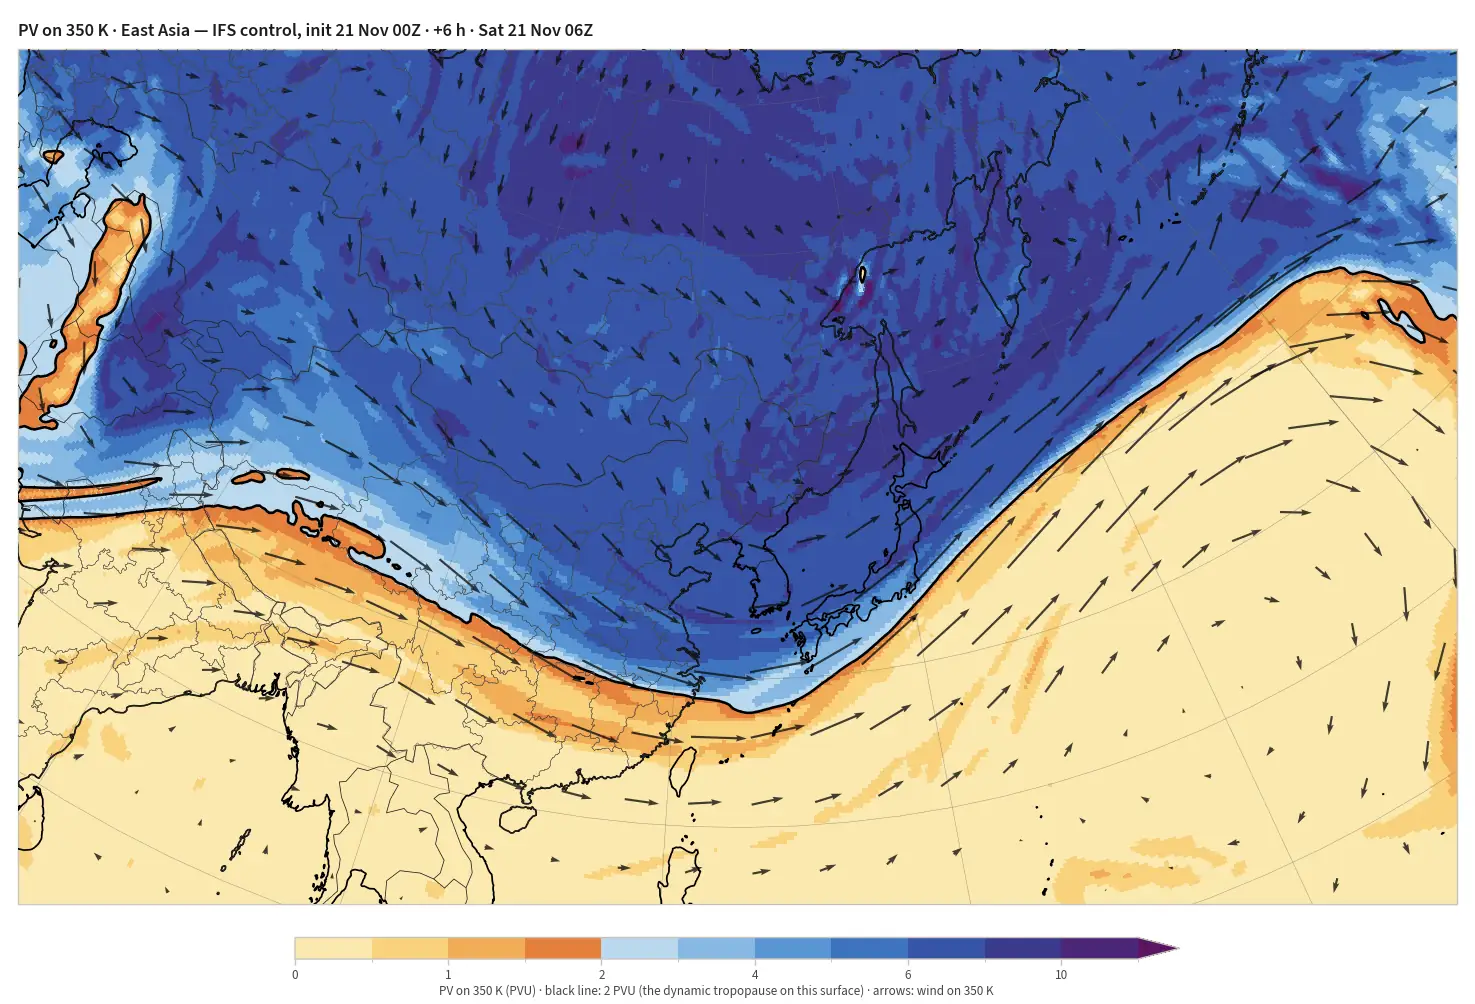 PV on 350 K · East Asia — IFS control, init 21 Nov 00Z · +6 h · Sat 21 Nov 06Z
0 1 2 4 6 10
PV on 350 K (PVU) · black line: 2 PVU (the dynamic tropopause on this surface) · arrows: wind on 350 K